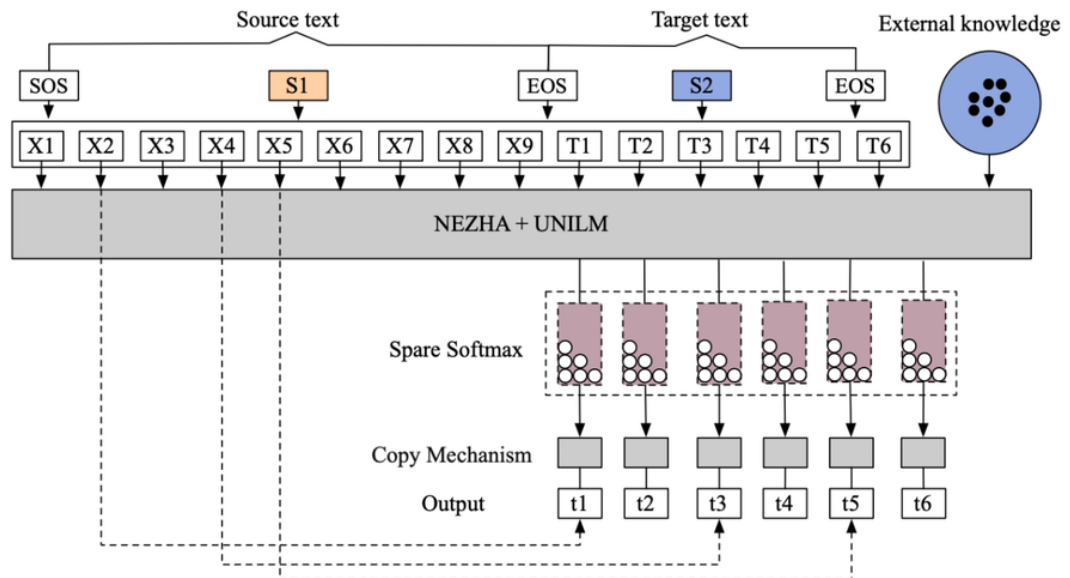 Source text Target text External knowledge
SOS S1 EOS S2 EOS
X1 X2 X3 X4 X5 X6 X7 X8 X9 T1 T2 T3 T4 T5 T6
NEZHA + UNILM
Spare Softmax
Copy Mechanism
Output t1 t2 t3 t4 t5 t6